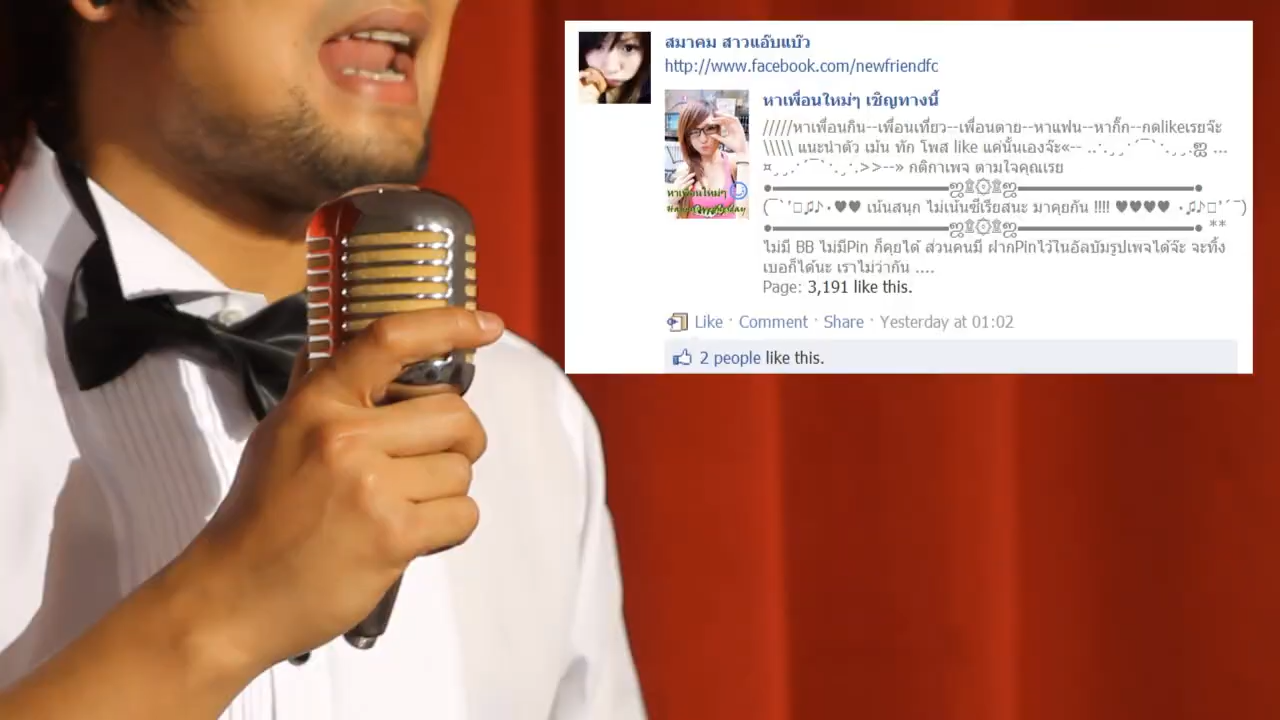 สมาคม สาวแอ๊บแบ๊ว
http://www.facebook.com/newfriendfc
หาเพื่อนใหม่ๆ เชิญทางนี้
/////หาเพื่อนกิน--เพื่อนเที่ยว--เพื่อนตาย--หาแฟน--หากิ๊ก--กดlikeเรยจ๊ะ
\\\\\ แนะนำตัว เม้น ทัก โพส like แค่นั้นเองจ๊ะ«-- ..·.¸¸·´¯`·.¸¸.ஐ ...
¤¸¸.·´¯`·.¸·.>>--» กติกาเพจ ตามใจคุณเรย
●▬▬▬▬▬▬▬▬▬▬ஜ۩۞۩ஜ▬▬▬▬▬▬▬▬▬▬●
(¯`'□♫♪·♥♥ เน้นสนุก ไม่เน้นซีเรียสนะ มาคุยกัน !!!! ♥♥♥♥ ·♫♪□'´¯)
●▬▬▬▬▬▬▬▬▬▬ஜ۩۞۩ஜ▬▬▬▬▬▬▬▬▬▬● **
ไม่มี BB ไม่มีPin ก็คุยได้ ส่วนคนมี ฝากPinไว้ในอัลบัมรูปเพจได้จ๊ะ จะทิ้ง
เบอก็ได้นะ เราไม่ว่ากัน ....
Page: 3,191 like this.
หาเพื่อนใหม่ๆ
Like · Comment · Share · Yesterday at 01:02
2 people like this.